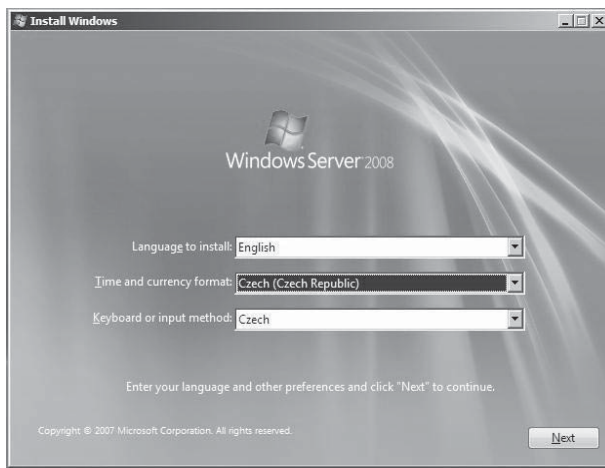 Install Windows
Windows Server 2008
Language to install: English
Time and currency format: Czech (Czech Republic)
Keyboard or input method: Czech
Enter your language and other preferences and click "Next" to continue.
Copyright © 2007 Microsoft Corporation. All rights reserved.
Next